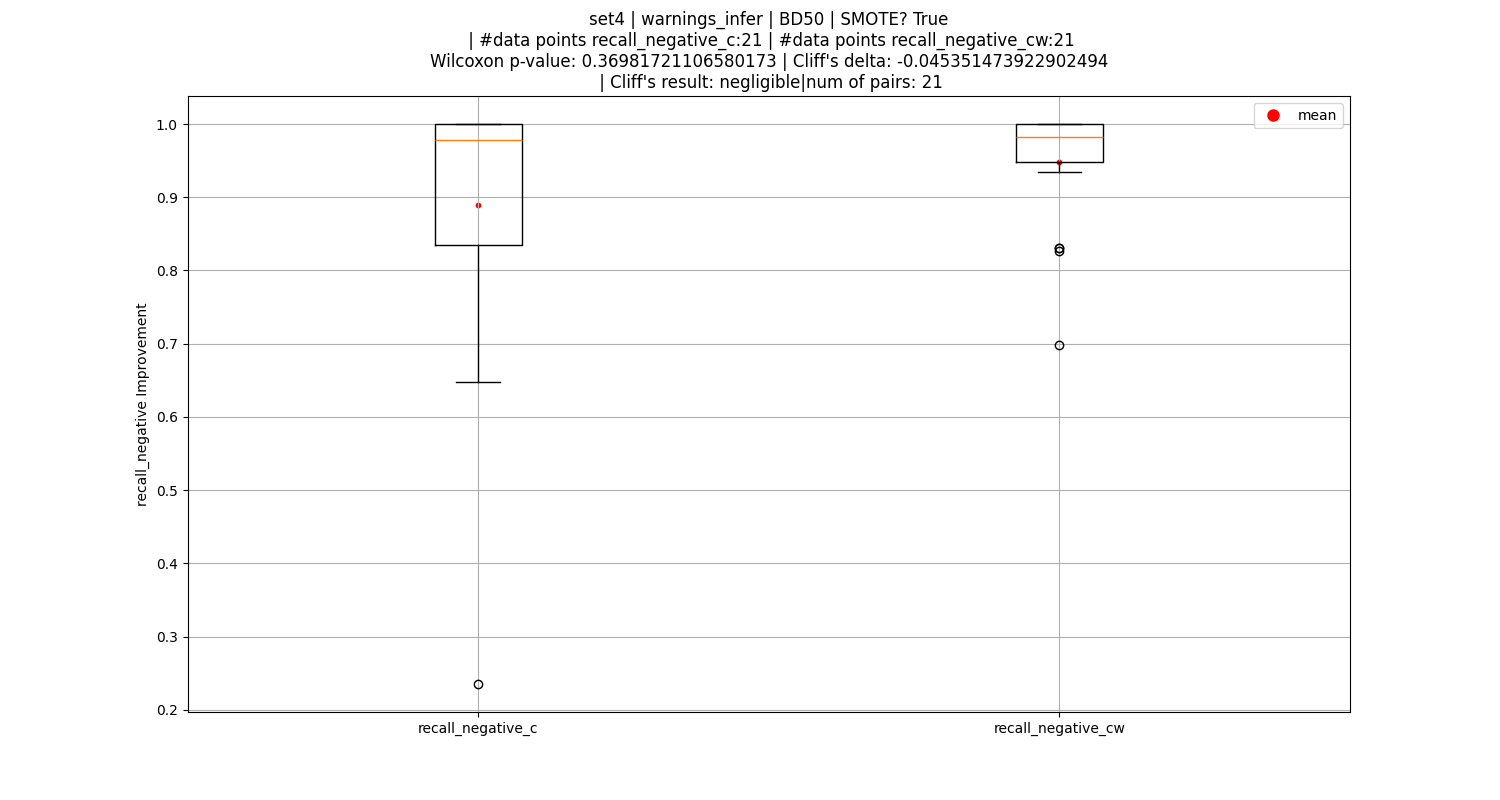 set4 | warnings_infer | BD50 | SMOTE? True
| #data points recall_negative_c:21 | #data points recall_negative_cw:21
Wilcoxon p-value: 0.36981721106580173 | Cliff's delta: -0.045351473922902494
| Cliff's result: negligible|num of pairs: 21
mean
1.0
0.9
0.8
0.7
0.6
0.5
0.4
0.3
0.2
recall_negative Improvement
recall_negative_c
recall_negative_cw